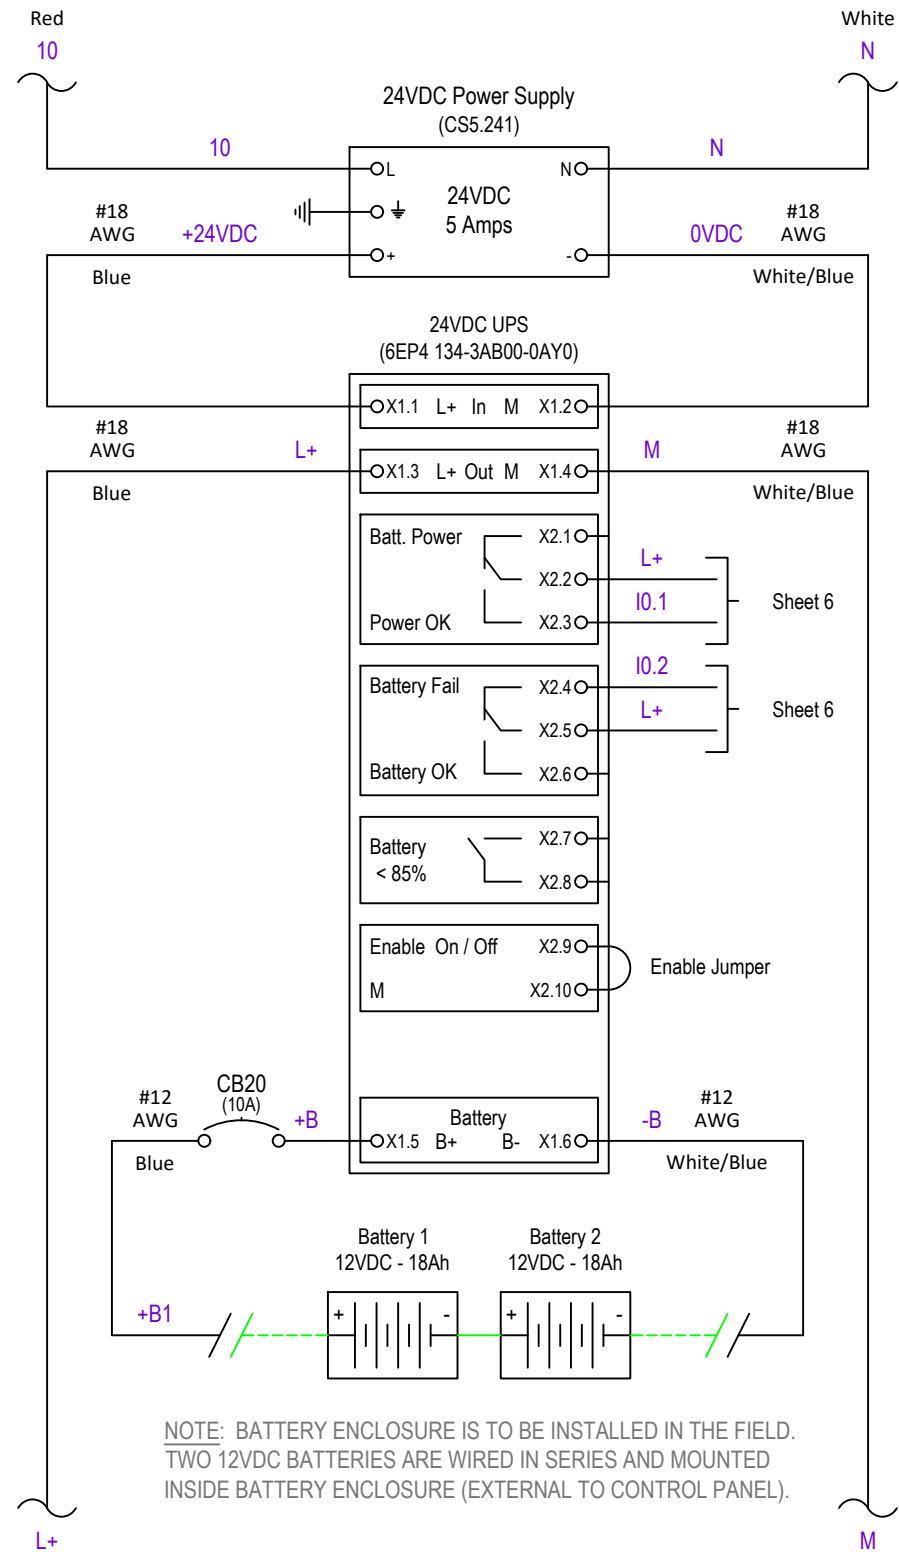 Red
White
10
N
24VDC Power Supply
(CS5.241)
10
N
L
N
24VDC
5 Amps
#18
AWG
+24VDC
0VDC
#18
AWG
+
-
Blue
White/Blue
24VDC UPS
(6EP4 134-3AB00-0AY0)
X1.1 L+ In M X1.2
#18
AWG
L+
M
#18
AWG
X1.3 L+ Out M X1.4
Blue
White/Blue
Batt. Power
X2.1
L+
X2.2
I0.1
Sheet 6
Power OK
X2.3
I0.2
Battery Fail
X2.4
L+
Sheet 6
X2.5
Battery OK
X2.6
X2.7
Battery
< 85%
X2.8
Enable On / Off
X2.9
Enable Jumper
M
X2.10
#12
AWG
CB20
(10A)
+B
Battery
-B
#12
AWG
X1.5 B+ B- X1.6
Blue
White/Blue
Battery 1
12VDC - 18Ah
Battery 2
12VDC - 18Ah
+B1
+
-
+
-
NOTE: BATTERY ENCLOSURE IS TO BE INSTALLED IN THE FIELD.
TWO 12VDC BATTERIES ARE WIRED IN SERIES AND MOUNTED
INSIDE BATTERY ENCLOSURE (EXTERNAL TO CONTROL PANEL).
L+
M